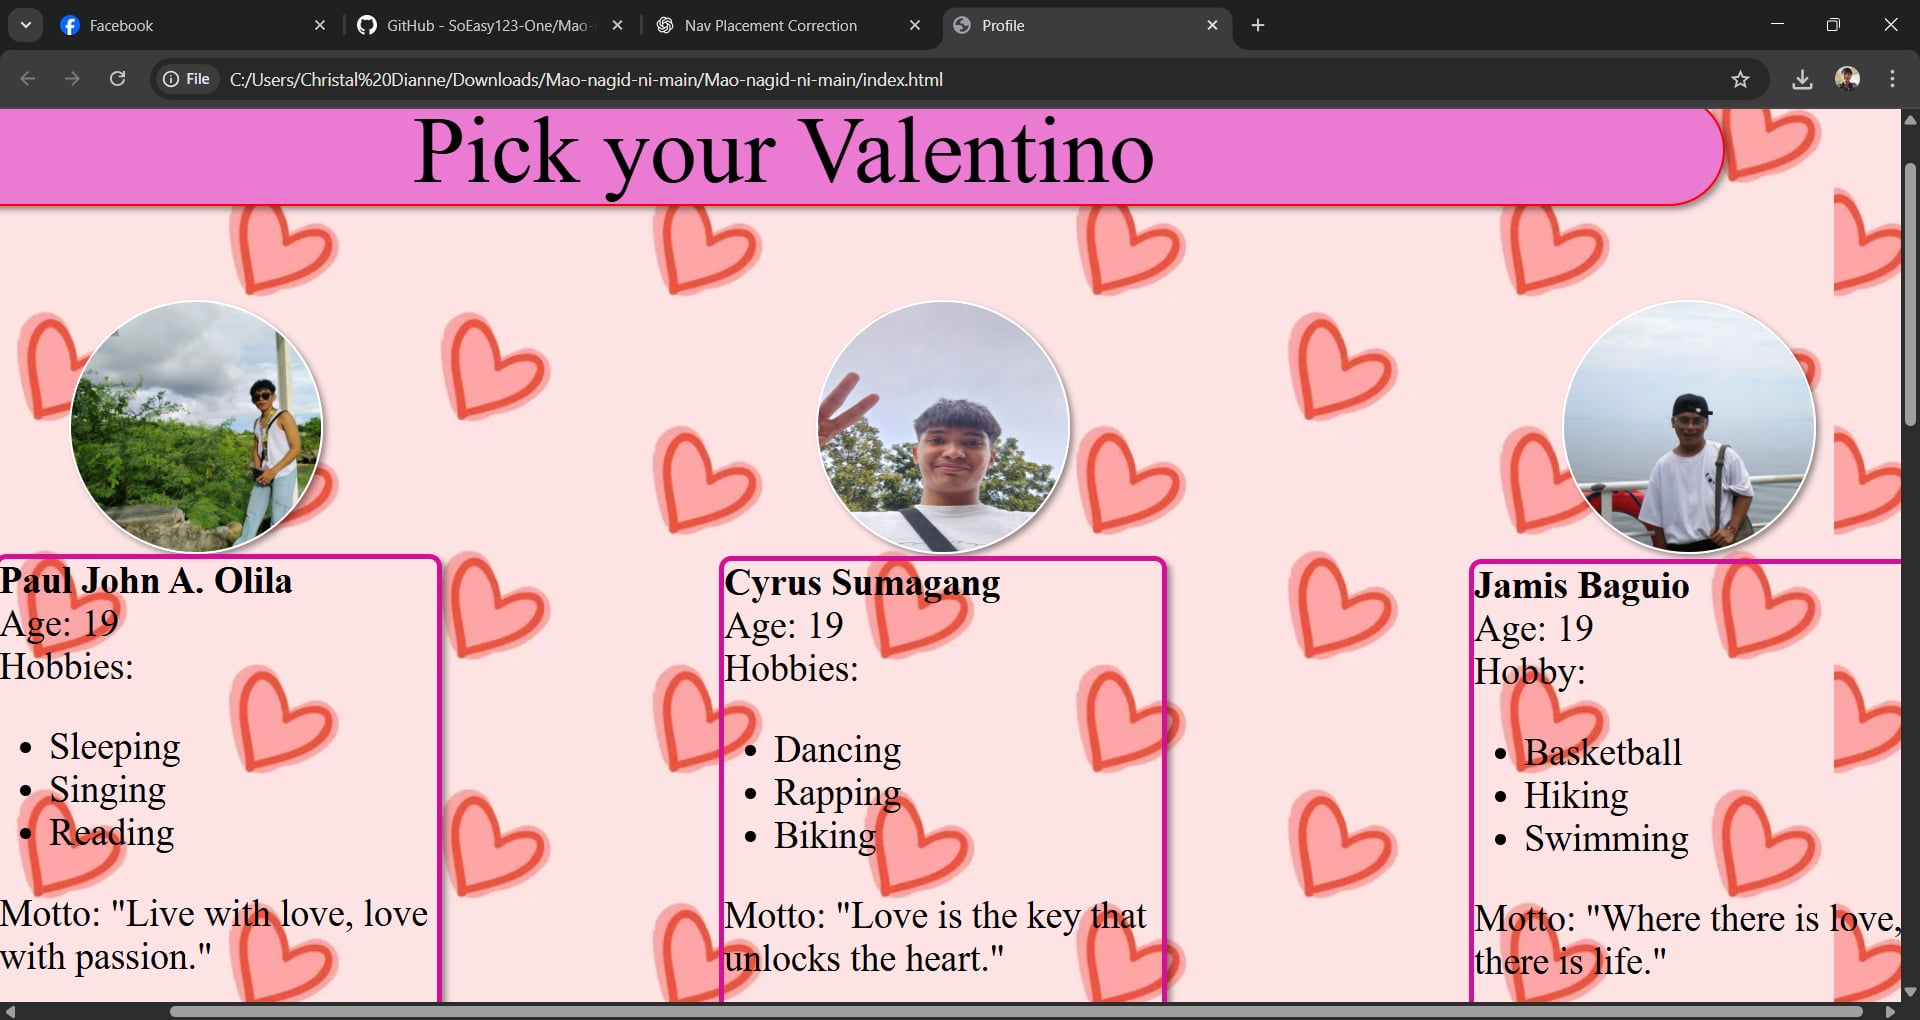 Facebook
GitHub - SoEasy123-One/Mao-
Nav Placement Correction
Profile
File
C:/Users/Christal%20Dianne/Downloads/Mao-nagid-ni-main/Mao-nagid-ni-main/index.html
Pick your Valentino
Paul John A. Olila
Age: 19
Hobbies:
• Sleeping
• Singing
• Reading
Motto: "Live with love, love
with passion."
Cyrus Sumagang
Age: 19
Hobbies:
• Dancing
• Rapping
• Biking
Motto: "Love is the key that
unlocks the heart."
Jamis Baguio
Age: 19
Hobby:
• Basketball
• Hiking
• Swimming
Motto: "Where there is love,
there is life."